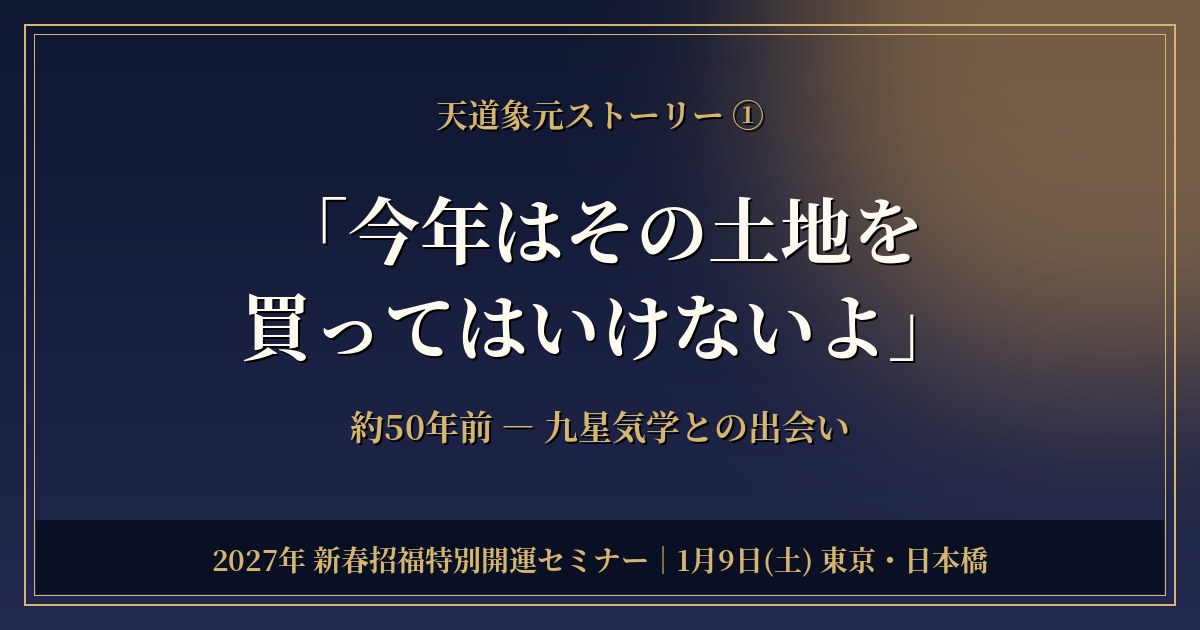 天道象元ストーリー ①
「今年はその土地を
買ってはいけないよ」
約50年前 ― 九星気学との出会い
2027年 新春招福特別開運セミナー｜1月9日(土) 東京・日本橋